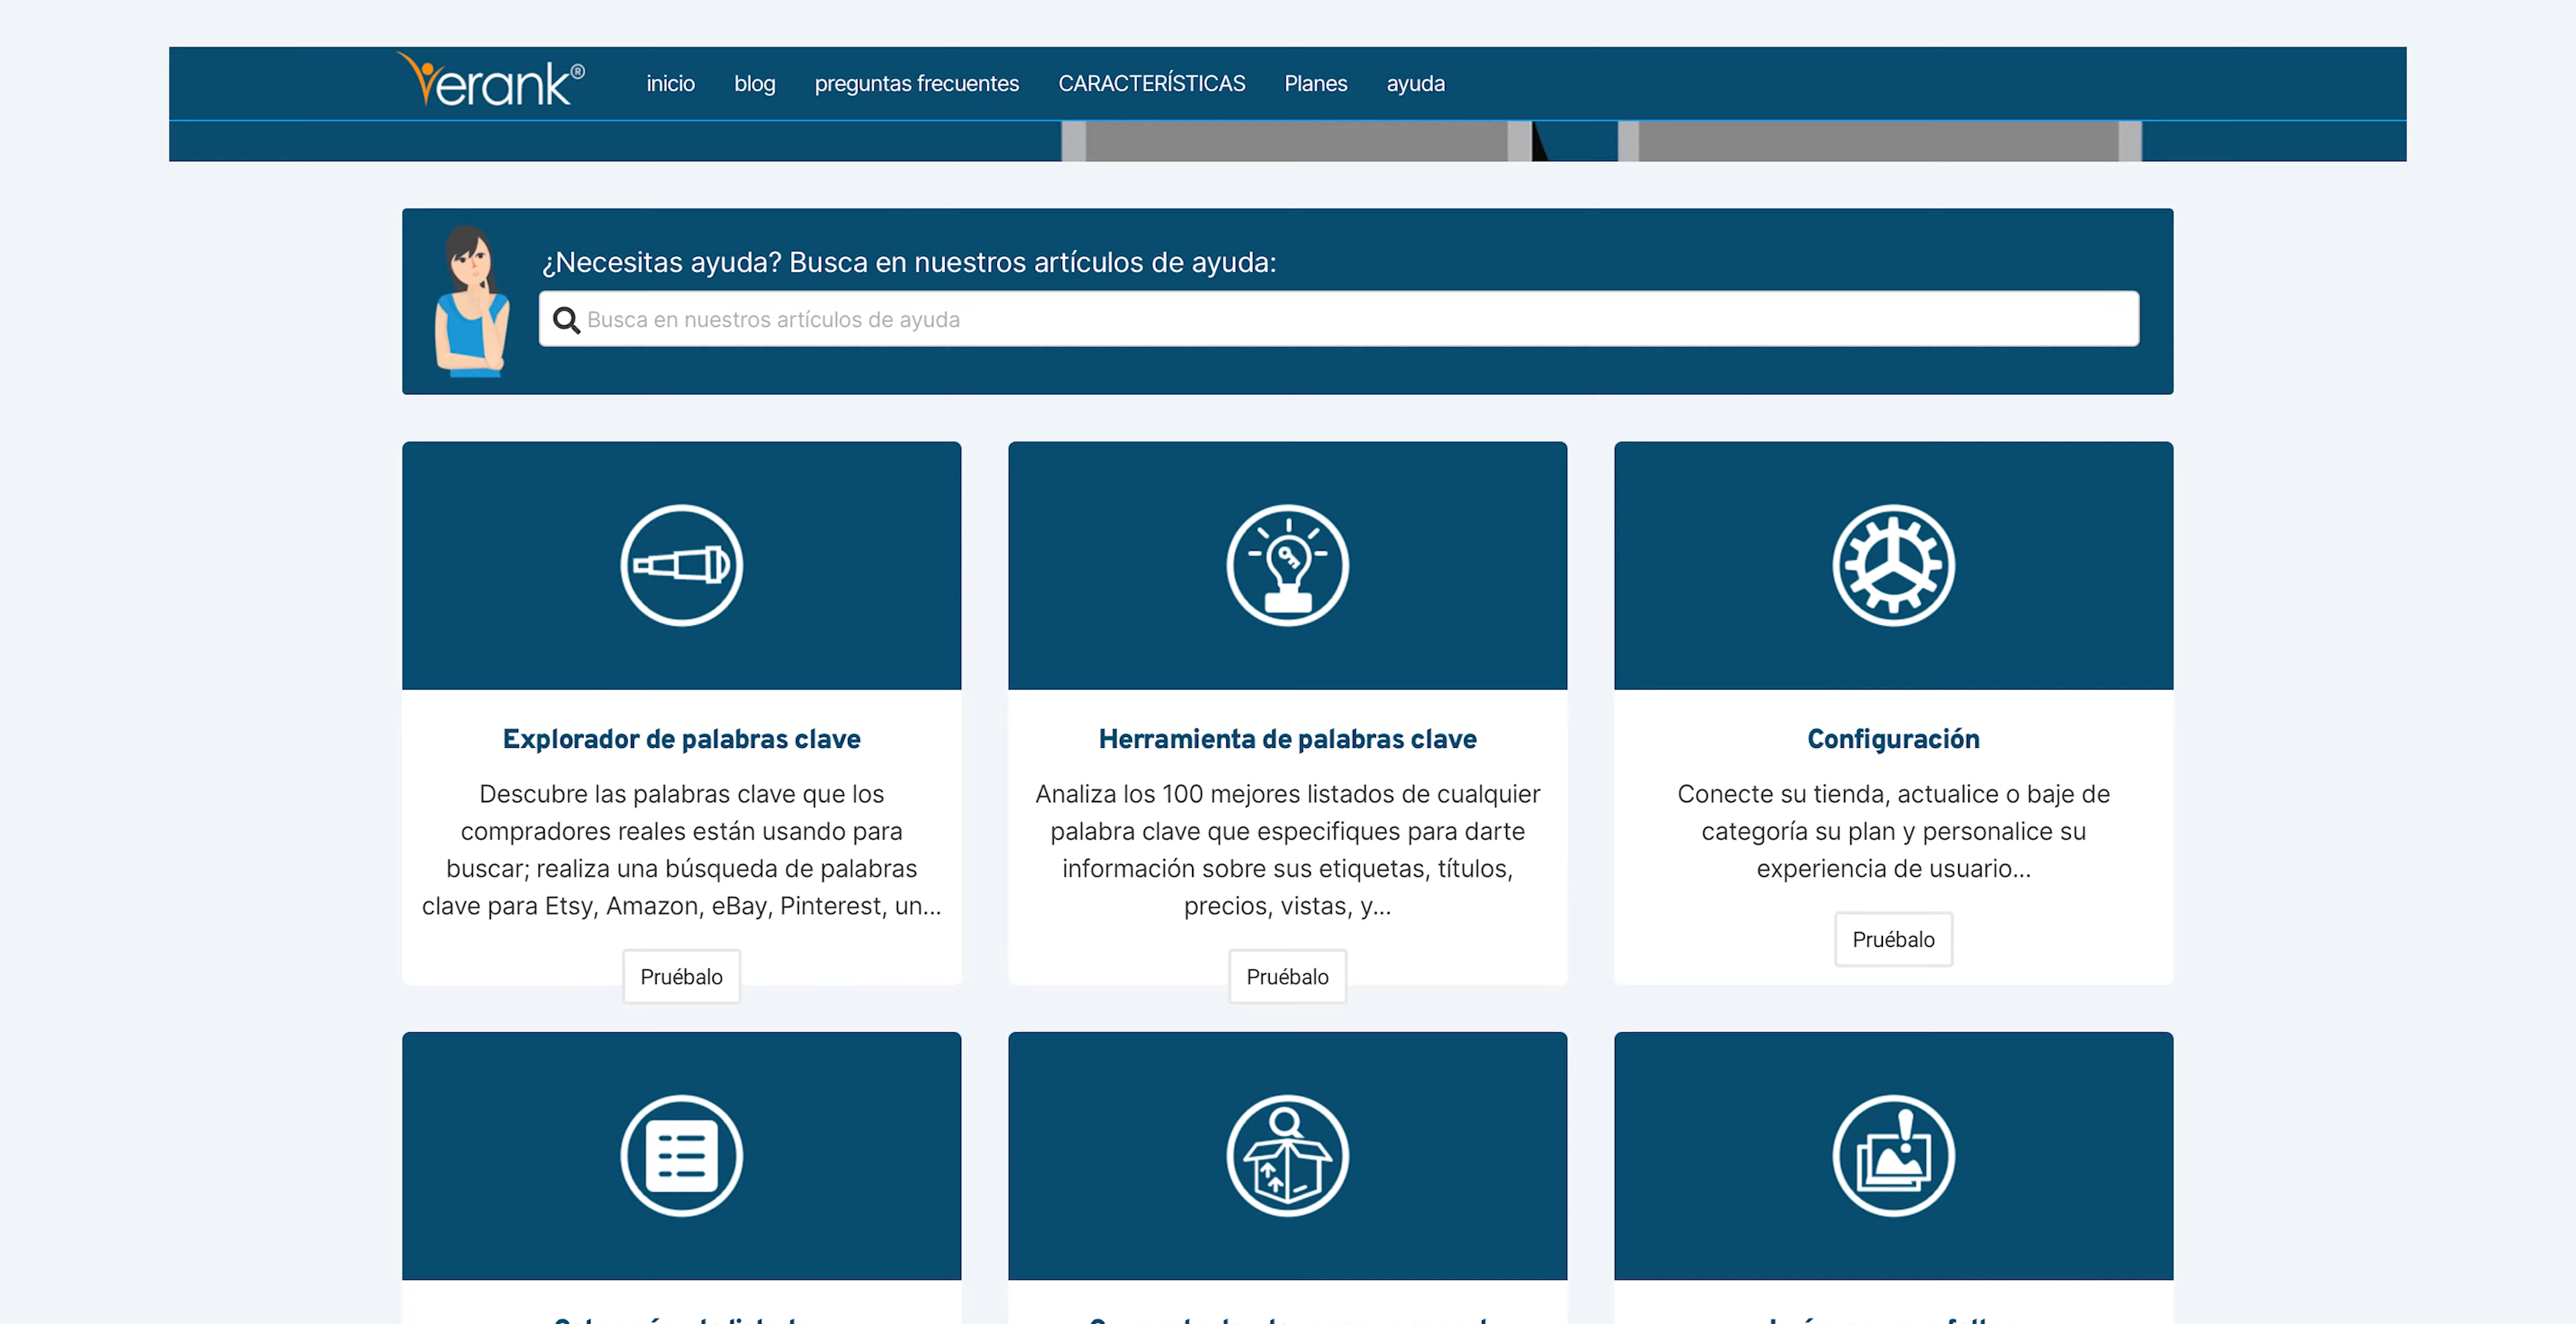 erank®
inicio blog preguntas frecuentes CARACTERÍSTICAS Planes ayuda
¿Necesitas ayuda? Busca en nuestros artículos de ayuda:
Busca en nuestros artículos de ayuda
Explorador de palabras clave
Descubre las palabras clave que los
compradores reales están usando para
buscar; realiza una búsqueda de palabras
clave para Etsy, Amazon, eBay, Pinterest, un...
Pruébalo
Herramienta de palabras clave
Analiza los 100 mejores listados de cualquier
palabra clave que especifiques para darte
información sobre sus etiquetas, títulos,
precios, vistas, y...
Pruébalo
Configuración
Conecte su tienda, actualice o baje de
categoría su plan y personalice su
experiencia de usuario...
Pruébalo